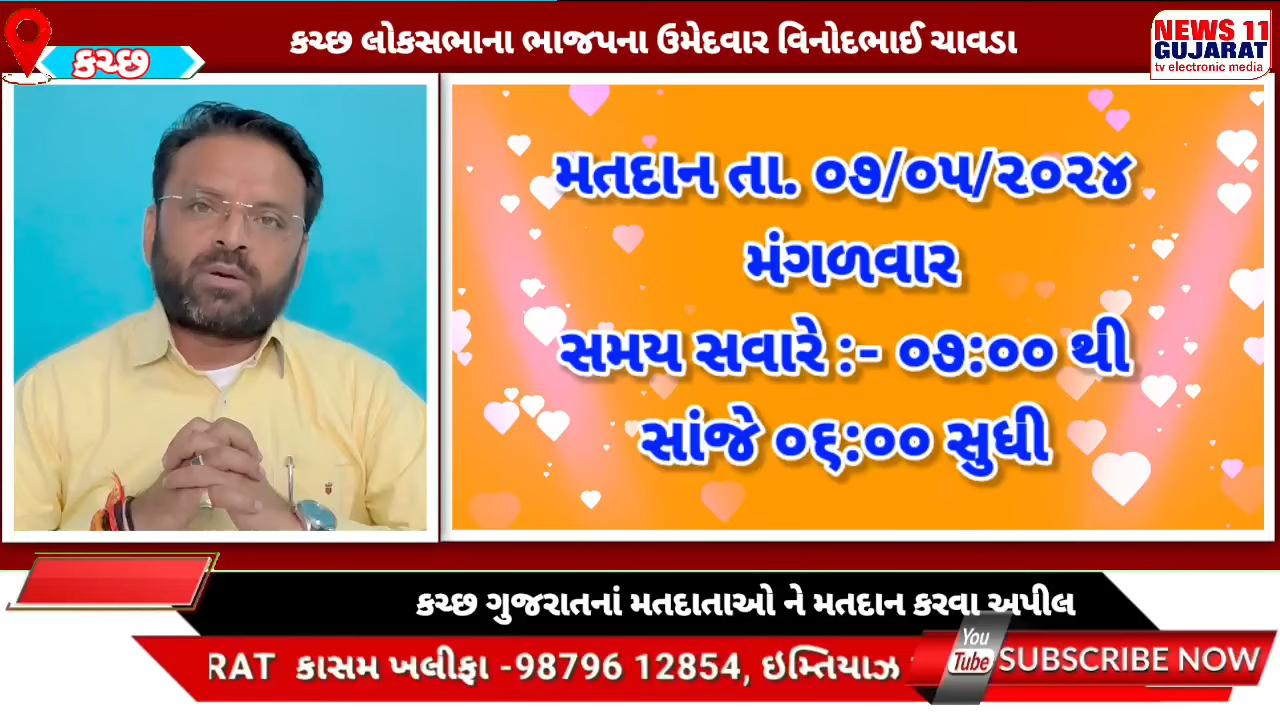 કચ્છ લોકસભાના ભાજપના ઉમેદવાર વિનોદભાઈ ચાવડા
કચ્છ
NEWS 11
GUJARAT
tv electronic media
મતદાન તા. ૦૭/૦૫/૨૦૨૪
મંગળવાર
સમય સવારે :- ૦૭:૦૦ થી
સાંજે ૦૬:૦૦ સુધી
કચ્છ ગુજરાતનાં મતદાતાઓ ને મતદાન કરવા અપીલ
RAT કાસમ ખલીફા -98796 12854, ઇમ્તિયાઝ
You
Tube
SUBSCRIBE NOW